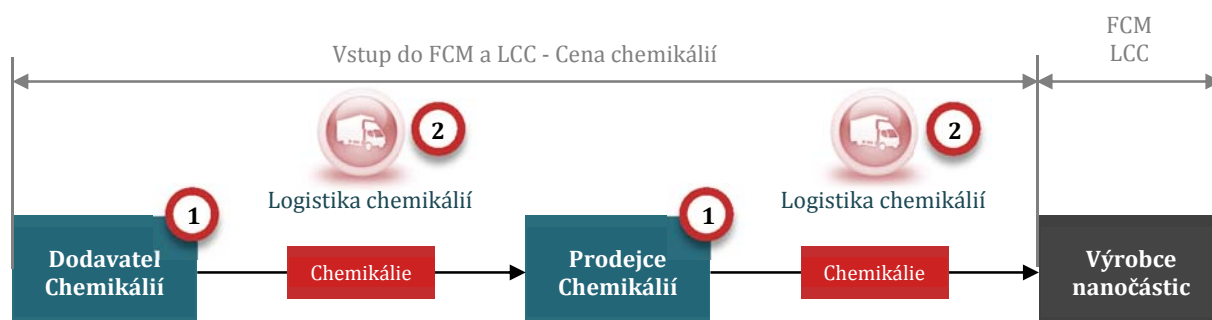 FCM
LCC
Vstup do FCM a LCC - Cena chemikálií
2
2
Logistika chemikálií
Logistika chemikálií
1
1
Dodavatel
Chemikálií
Chemikálie
Prodejce
Chemikálií
Chemikálie
Výrobce
nanočástic